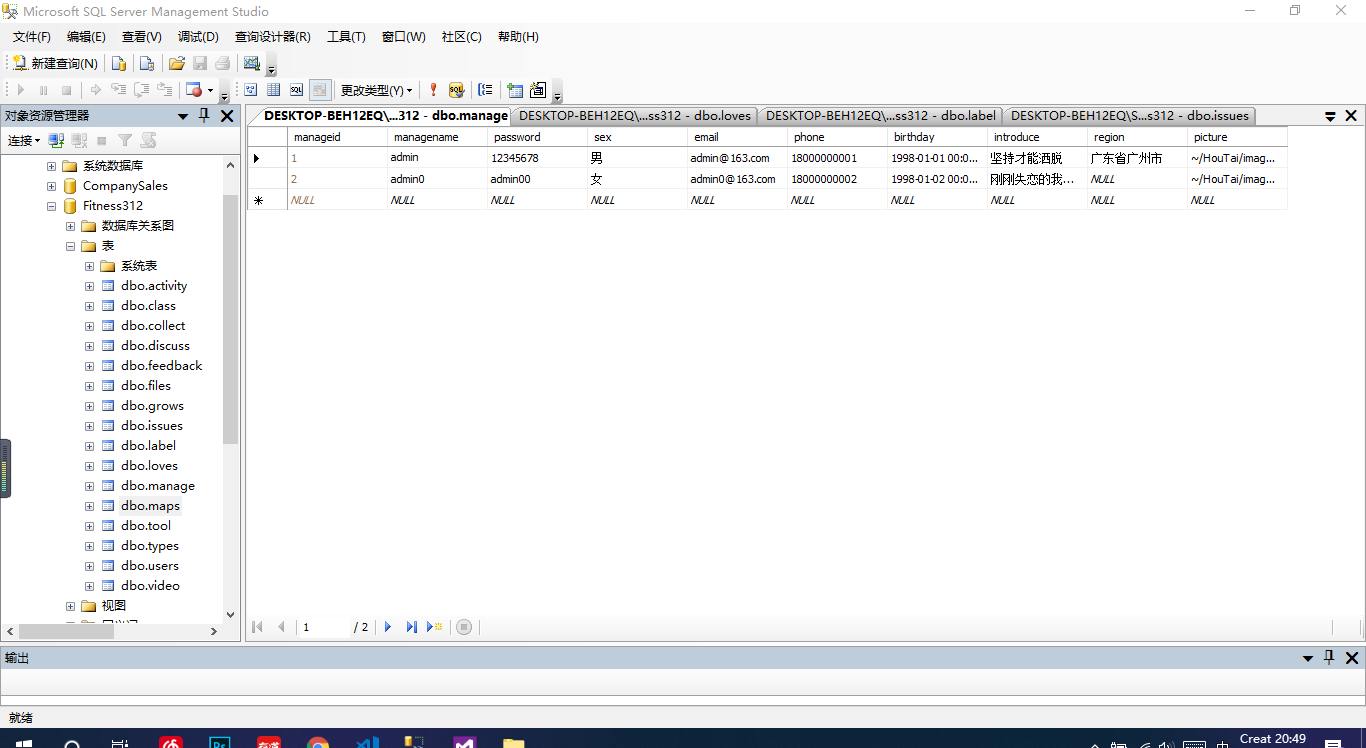 Microsoft SQL Server Management Studio
文件(F) 编辑(E) 查看(V) 调试(D) 查询设计器(R) 工具(T) 窗口(W) 社区(C) 帮助(H)
新建查询(N)
更改类型(Y)
对象资源管理器
连接
系统数据库
CompanySales
Fitness312
数据库关系图
表
系统表
dbo.activity
dbo.class
dbo.collect
dbo.discuss
dbo.feedback
dbo.files
dbo.grows
dbo.issues
dbo.label
dbo.loves
dbo.manage
dbo.maps
dbo.tool
dbo.types
dbo.users
dbo.video
视图
DESKTOP-BEH12EQ\...312 - dbo.manage DESKTOP-BEH12EQ\...ss312 - dbo.loves DESKTOP-BEH12EQ\...ss312 - dbo.label DESKTOP-BEH12EQ\S...s312 - dbo.issues
manageid managename password sex email phone birthday introduce region picture
1 admin 12345678 男 admin@163.com 18000000001 1998-01-01 00:0... 坚持才能洒脱 广东省广州市 ~/HouTai/imag...
2 admin0 admin00 女 admin0@163.com 18000000002 1998-01-02 00:0... 刚刚失恋的我... NULL ~/HouTai/imag...
NULL NULL NULL NULL NULL NULL NULL NULL NULL NULL
1 / 2
输出
就绪
Creat 20:49